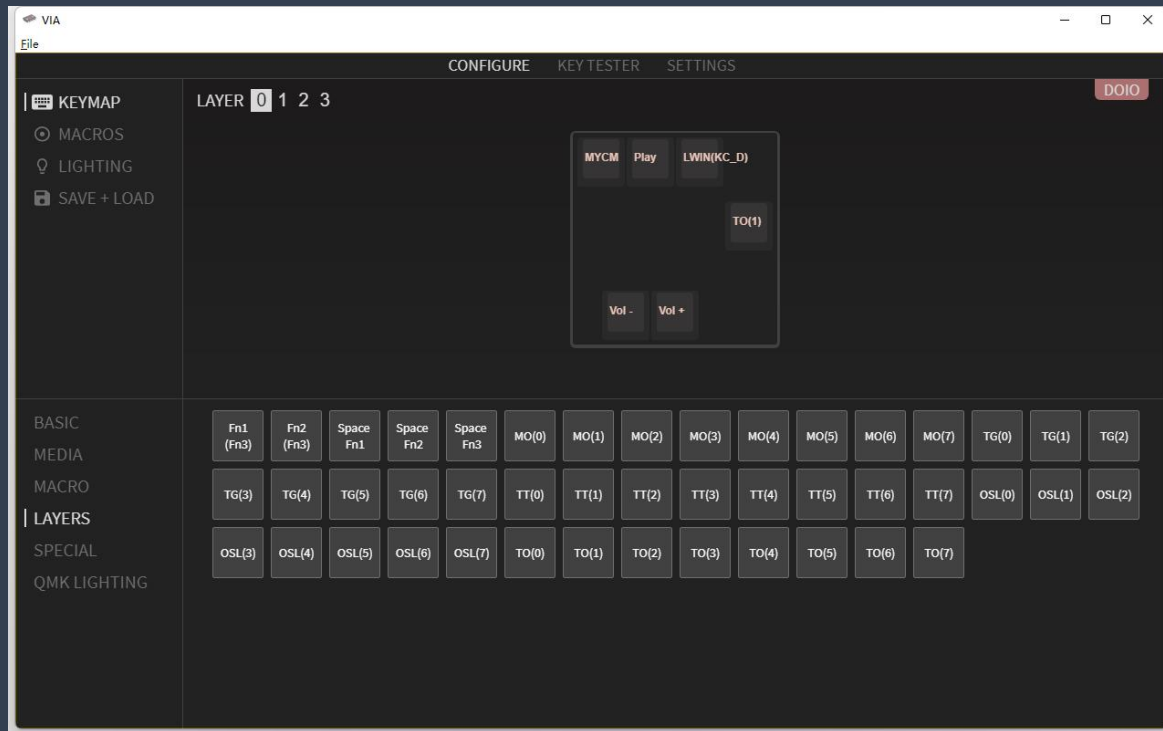 VIA
File
CONFIGURE KEY TESTER SETTINGS
KEYMAP
MACROS
LIGHTING
SAVE + LOAD
LAYER 0 1 2 3
DOIO
MYCM Play LWIN(KC_D)
TO(1)
Vol - Vol +
BASIC
MEDIA
MACRO
LAYERS
SPECIAL
QMK LIGHTING
Fn1 (Fn3) Fn2 (Fn3) Space Fn1 Space Fn2 Space Fn3 MO(0) MO(1) MO(2) MO(3) MO(4) MO(5) MO(6) MO(7) TG(0) TG(1) TG(2)
TG(3) TG(4) TG(5) TG(6) TG(7) TT(0) TT(1) TT(2) TT(3) TT(4) TT(5) TT(6) TT(7) OSL(0) OSL(1) OSL(2)
OSL(3) OSL(4) OSL(5) OSL(6) OSL(7) TO(0) TO(1) TO(2) TO(3) TO(4) TO(5) TO(6) TO(7)